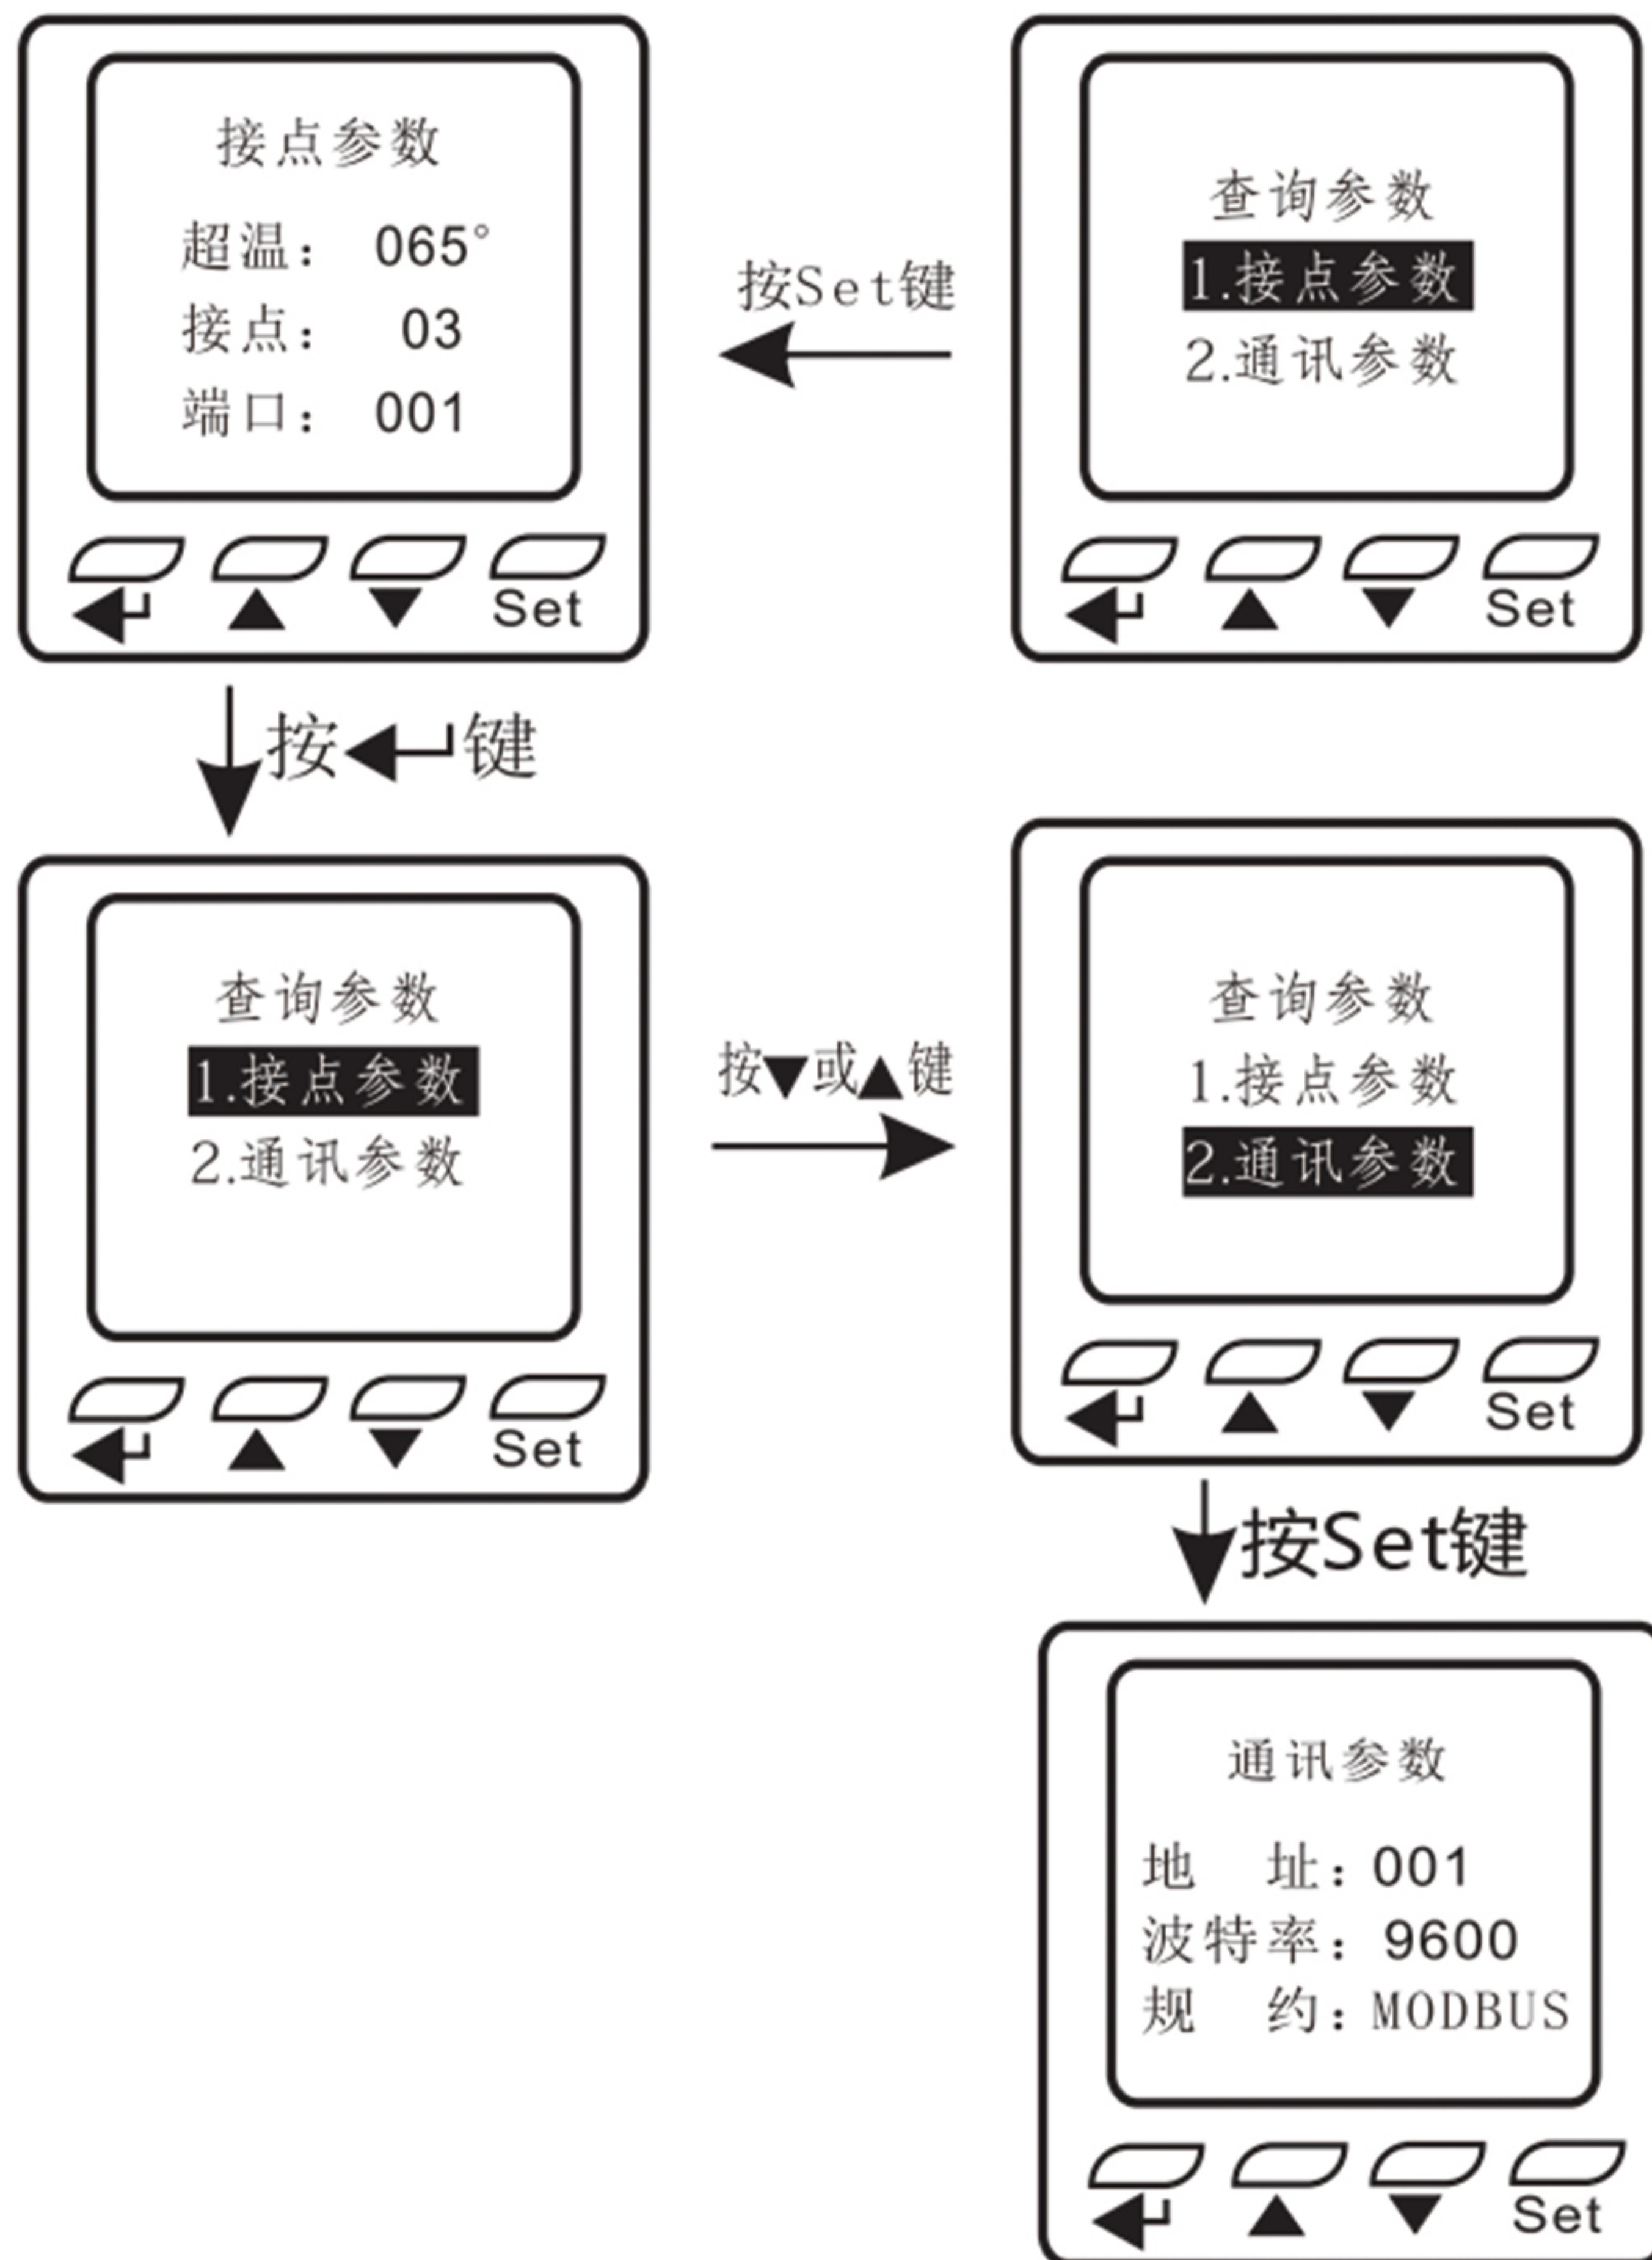 接点参数
超温： 065°
接点： 03
端口： 001
Set
按Set键
查询参数
1.接点参数
2.通讯参数
Set
按键
查询参数
1.接点参数
2.通讯参数
Set
按▼或▲键
查询参数
1.接点参数
2.通讯参数
Set
按Set键
通讯参数
地 址：001
波特率：9600
规 约：MODBUS
Set